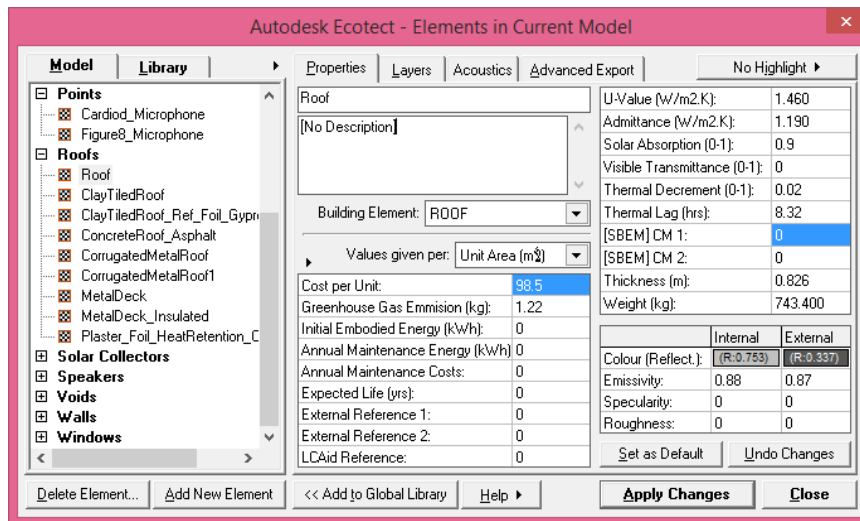 Autodesk Ecotect - Elements in Current Model
Model
Library
Points
Cardiod_Microphone
Figure8_Microphone
Roofs
Roof
ClayTiledRoof
ClayTiledRoof_Ref_Foil_Gypr
ConcreteRoof_Asphalt
CorrugatedMetalRoof
CorrugatedMetalRoof1
MetalDeck
MetalDeck_Insulated
Plaster_Foil_HeatRetention_C
Solar Collectors
Speakers
Voids
Walls
Windows
Delete Element...
Add New Element
Properties
Layers
Acoustics
Advanced Export
No Highlight
Roof
[No Description]
Building Element: ROOF
Values given per: Unit Area (m²)
Cost per Unit: 98.5
Greenhouse Gas Emmision (kg): 1.22
Initial Embodied Energy (kWh): 0
Annual Maintenance Energy (kWh) 0
Annual Maintenance Costs: 0
Expected Life (yrs): 0
External Reference 1: 0
External Reference 2: 0
LCAid Reference: 0
<< Add to Global Library
Help
U-Value (W/m2.K): 1.460
Admittance (W/m2.K): 1.190
Solar Absorption (0-1): 0.9
Visible Transmittance (0-1): 0
Thermal Decrement (0-1): 0.02
Thermal Lag (hrs): 8.32
[SBEM] CM 1: 0
[SBEM] CM 2: 0
Thickness (m): 0.826
Weight (kg): 743.400
Internal External
Colour (Reflect.): (R:0.753) (R:0.337)
Emissivity: 0.88 0.87
Specularity: 0 0
Roughness: 0 0
Set as Default
Undo Changes
Apply Changes
Close